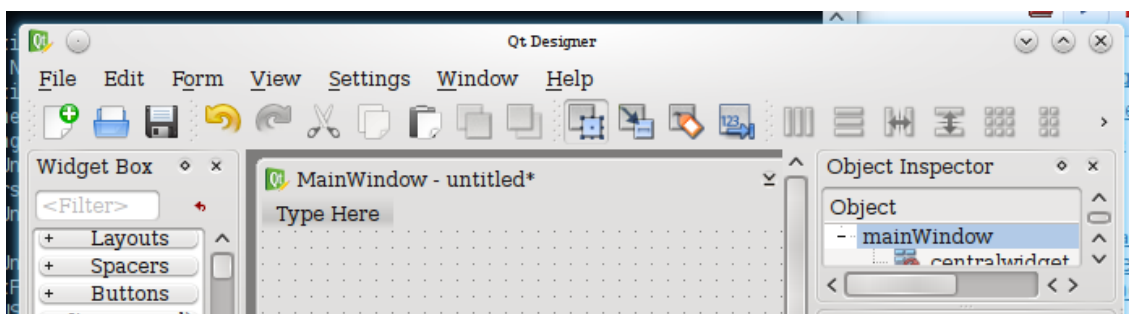 Qt Designer
File Edit Form View Settings Window Help
123
Widget Box
<Filter>
+ Layouts
+ Spacers
+ Buttons
MainWindow - untitled*
Type Here
Object Inspector
Object
- mainWindow
centralwidget